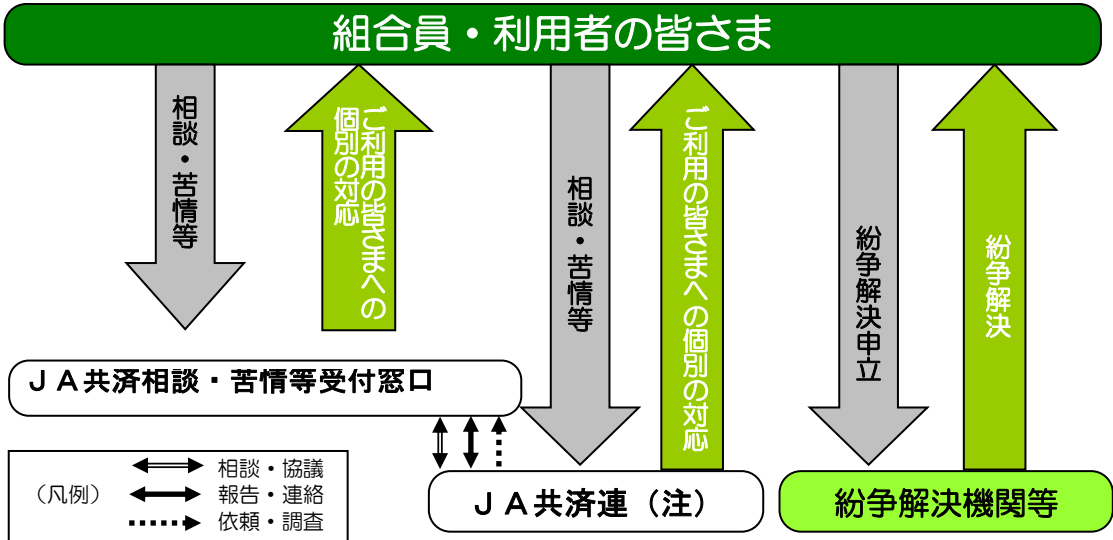 組合員・利用者の皆さま
相談・苦情等
ご利用の皆さまへの
個別の対応
相談・苦情等
ご利用の皆さまへの個別の対応
紛争解決申立
紛争解決
ＪＡ共済相談・苦情等受付窓口
ＪＡ共済連（注）
紛争解決機関等
（凡例）
相談・協議
報告・連絡
依頼・調査